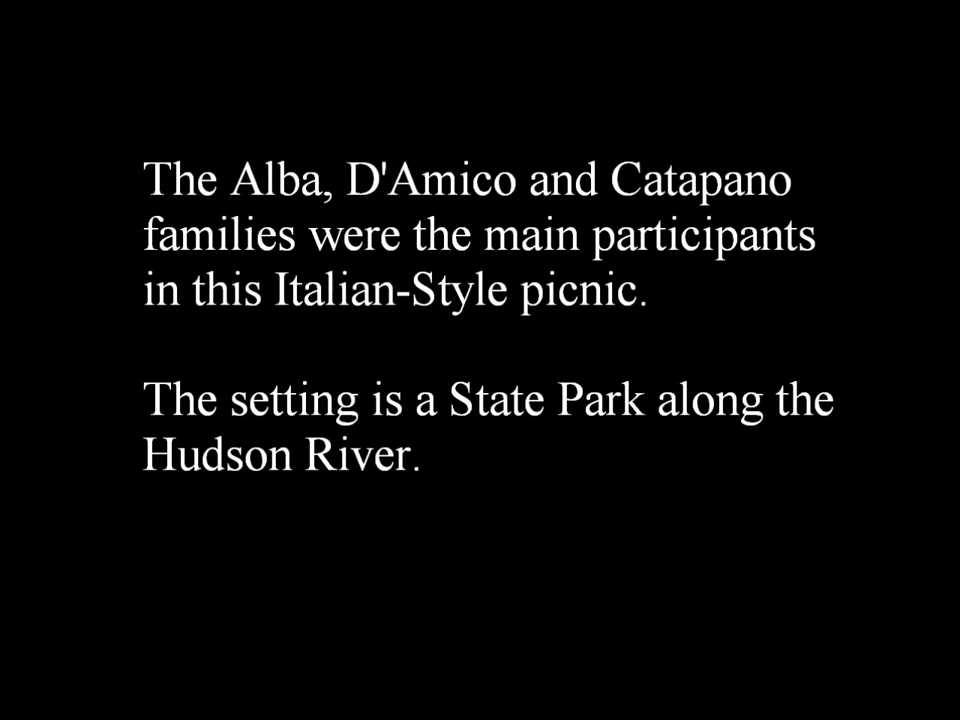 The Alba, D'Amico and Catapano
families were the main participants
in this Italian-Style picnic.
The setting is a State Park along the
Hudson River.